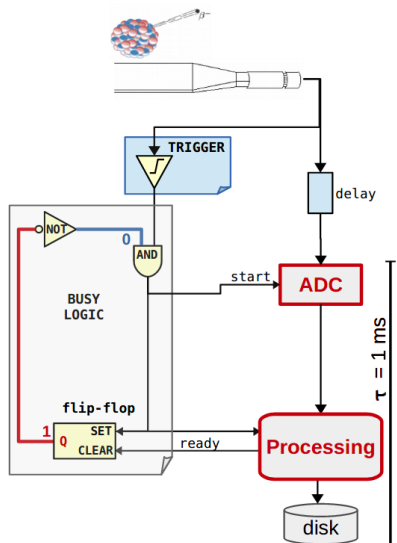 TRIGGER
delay
NOT
0
AND
start
ADC
BUSY
LOGIC
τ = 1 ms
flip-flop
1
Q
SET
CLEAR
ready
Processing
disk